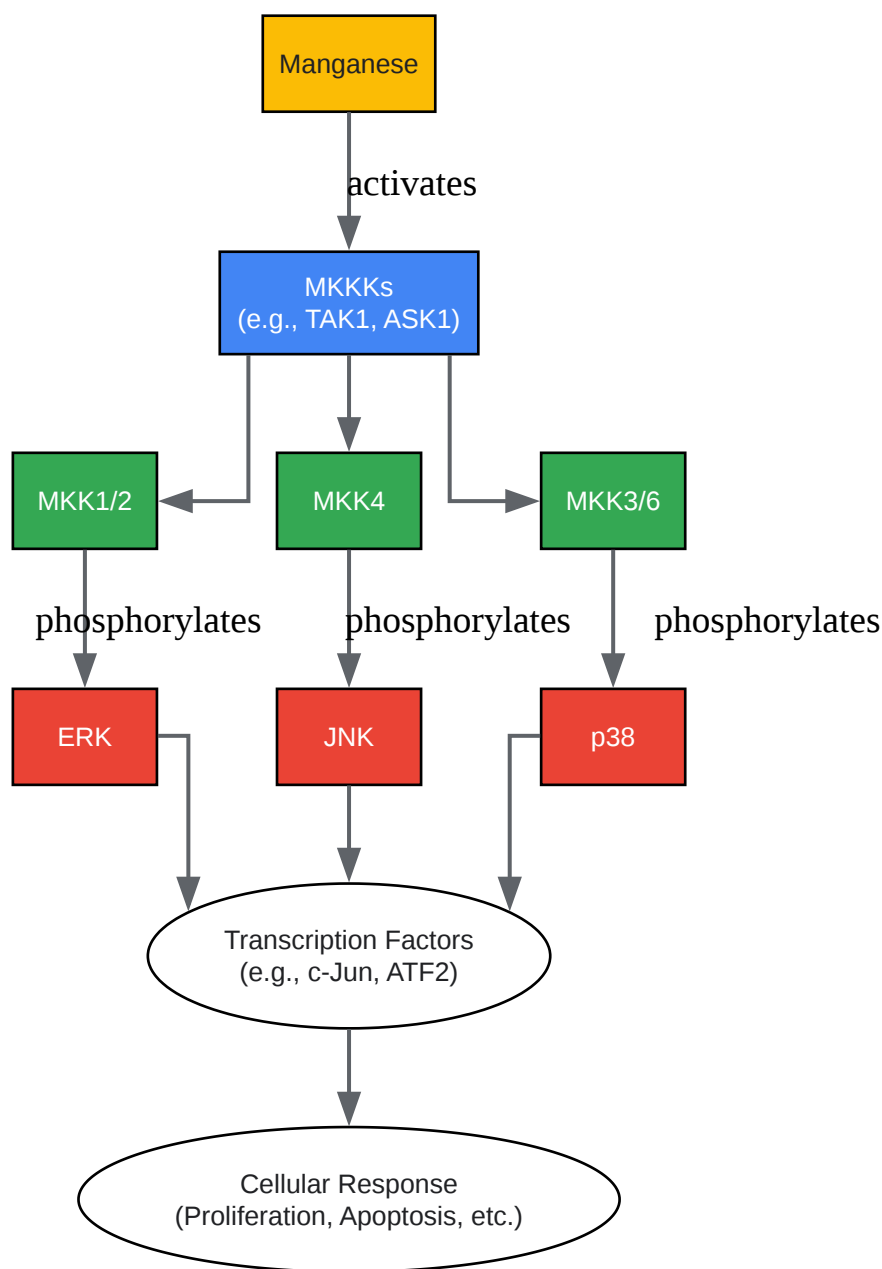 Manganese
activates
MKKKs
(e.g., TAK1, ASK1)
MKK1/2
MKK4
MKK3/6
phosphorylates
phosphorylates
phosphorylates
ERK
JNK
p38
Transcription Factors
(e.g., c-Jun, ATF2)
Cellular Response
(Proliferation, Apoptosis, etc.)